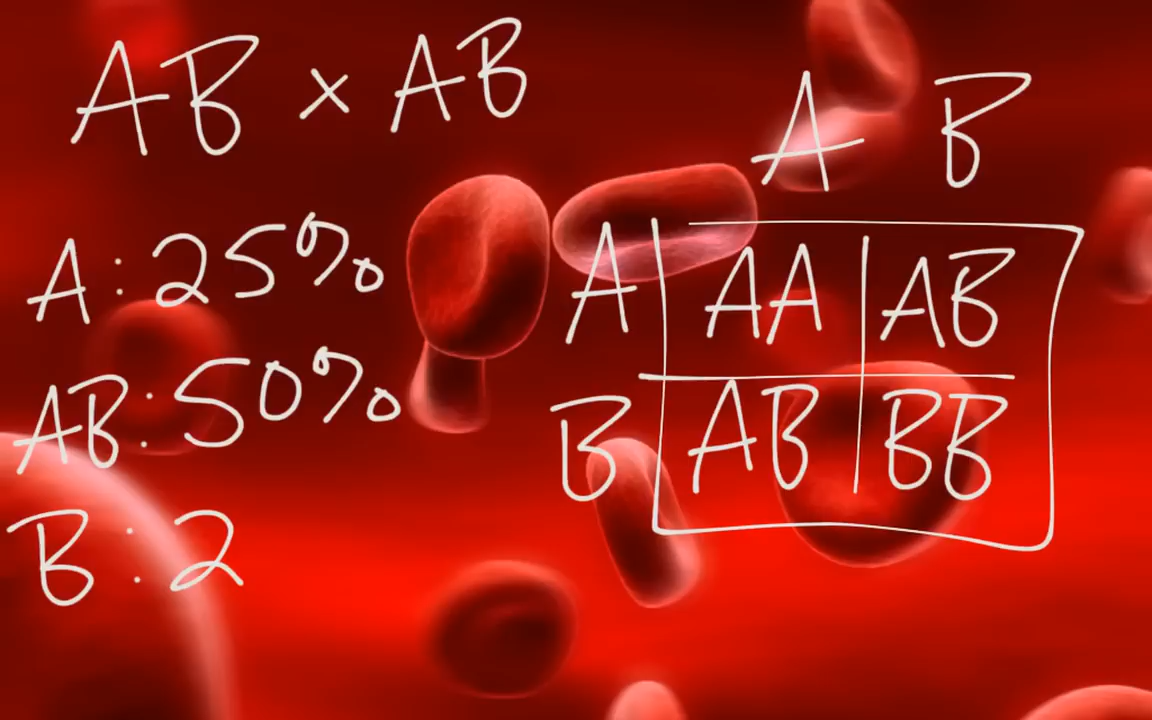 AB × AB
A : 25%
AB : 50%
B : 2
A B
A AA AB
B AB BB